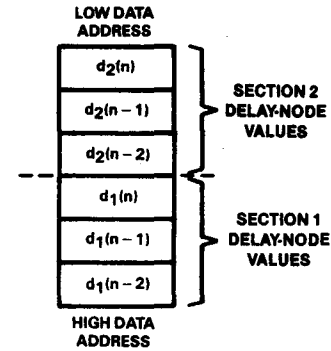 LOW DATA
ADDRESS
d₂(n)
d₂(n − 1)
d₂(n − 2)
SECTION 2
DELAY-NODE
VALUES
d₁(n)
d₁(n − 1)
d₁(n − 2)
SECTION 1
DELAY-NODE
VALUES
HIGH DATA
ADDRESS